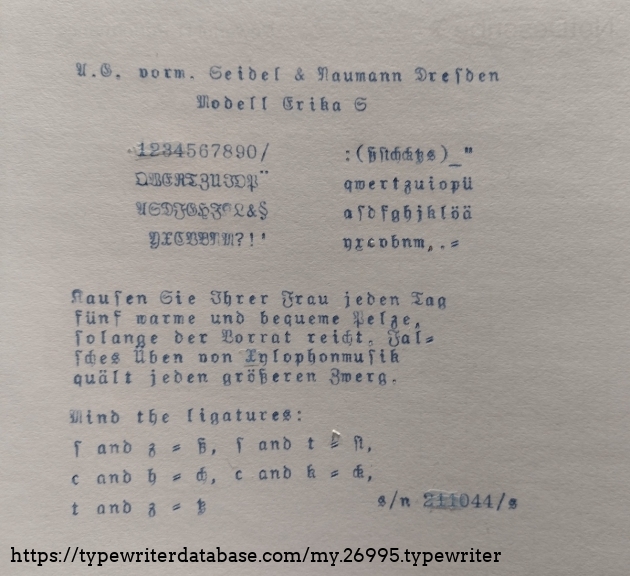 A.G. vorm. Seidel & Naumann Dreſden
Modell Erika S
1234567890/ :(ßſtchcktzs)_"
QWERTZUIOP¨ qwertzuiopü
ASDFGHJKL&§ aſdfghjklöä
YXCVBNM?!' yxcvbnm,.=
Kaufen Sie Ihrer Frau jeden Tag
fünf warme und bequeme Pelze,
ſolange der Vorrat reicht. Fal=
ſches Üben von Xylophonmuſik
quält jeden größeren Zwerg.
Mind the ligatures:
ſ and z = ß, ſ and t = ſt,
c and h = ch, c and k = ck,
t and z = tz s/n 211044/s
https://typewriterdatabase.com/my.26995.typewriter